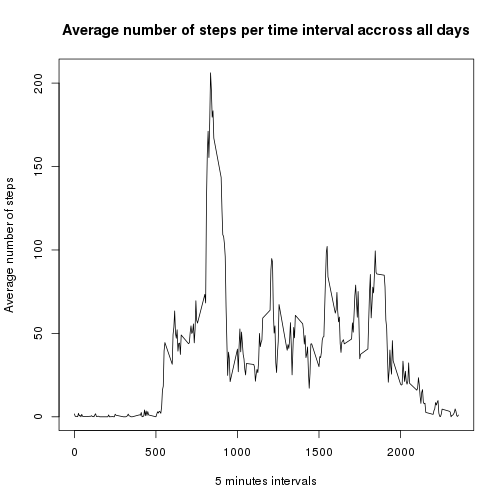 Average number of steps per time interval accross all days
200
150
100
50
0
Average number of steps
0 500 1000 1500 2000
5 minutes intervals